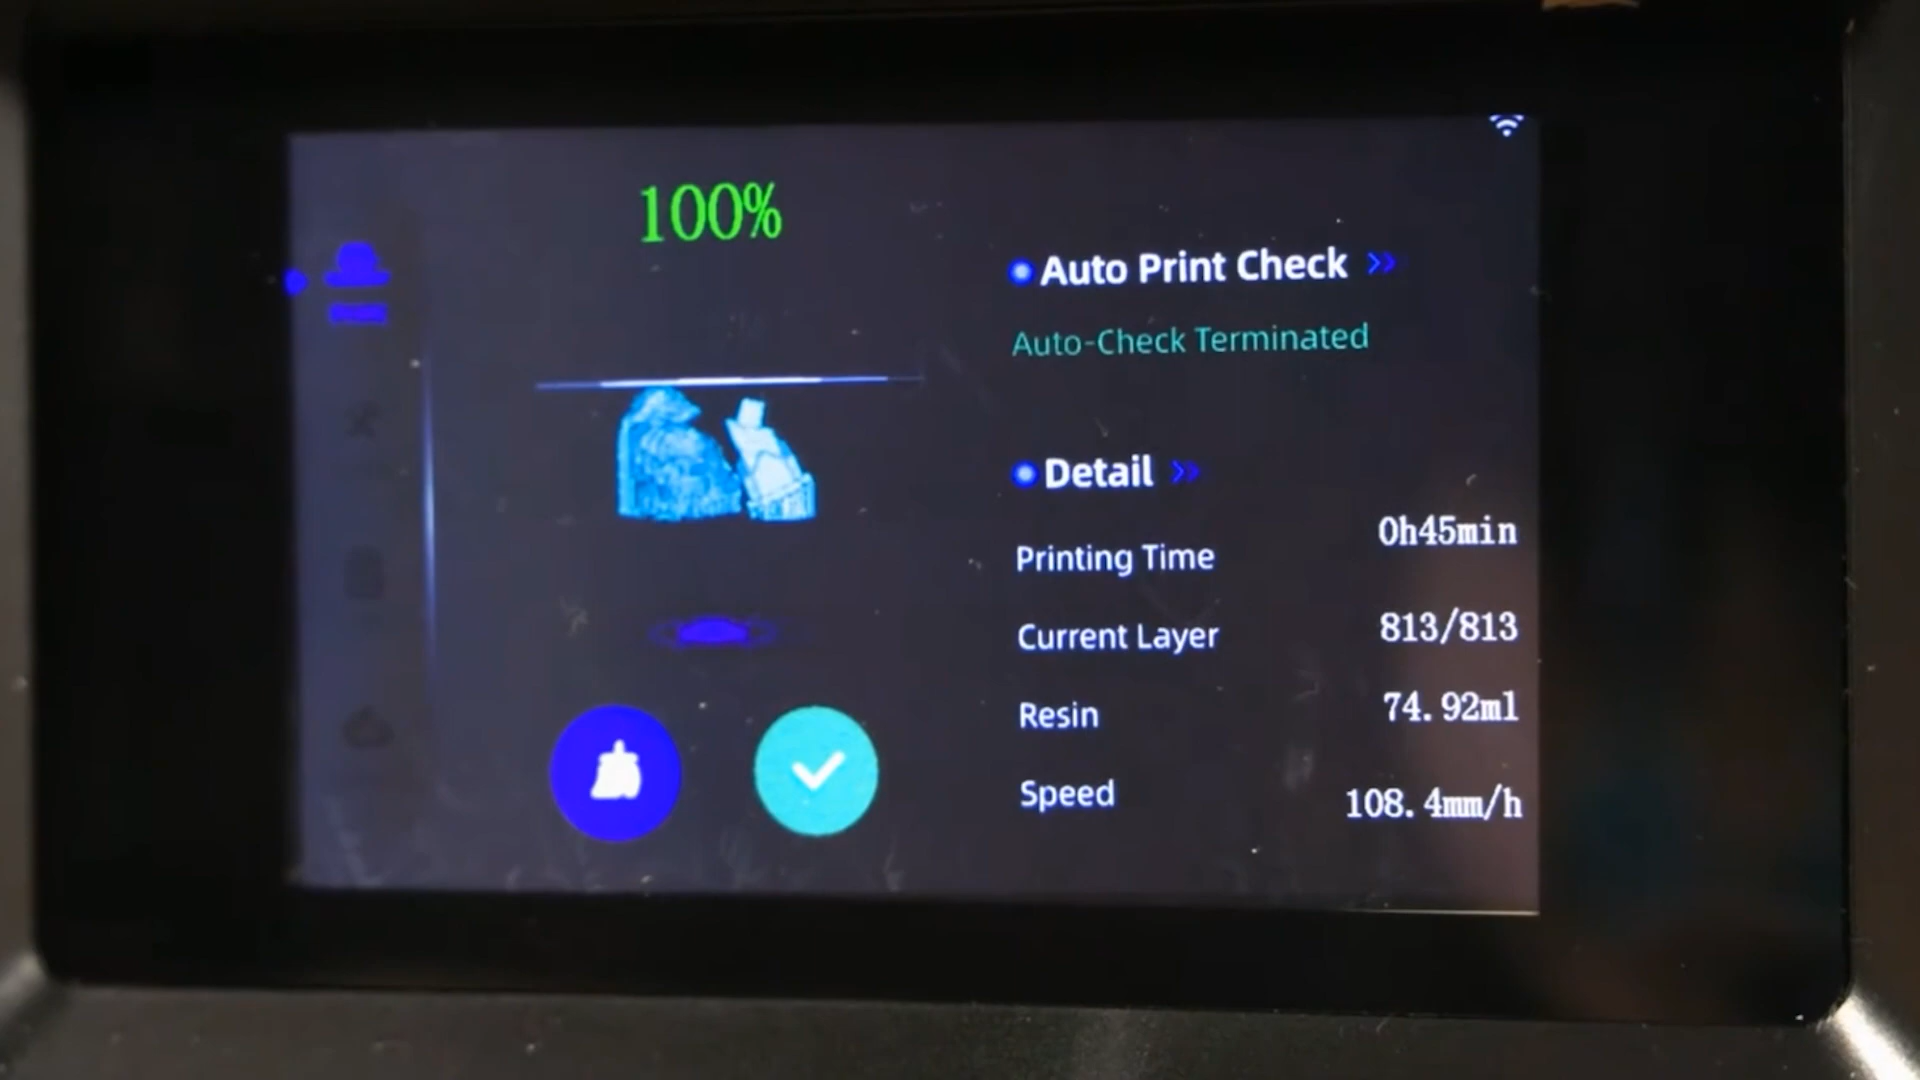 100%
Auto Print Check
Auto-Check Terminated
Detail
Printing Time 0h45min
Current Layer 813/813
Resin 74.92ml
Speed 108.4mm/h